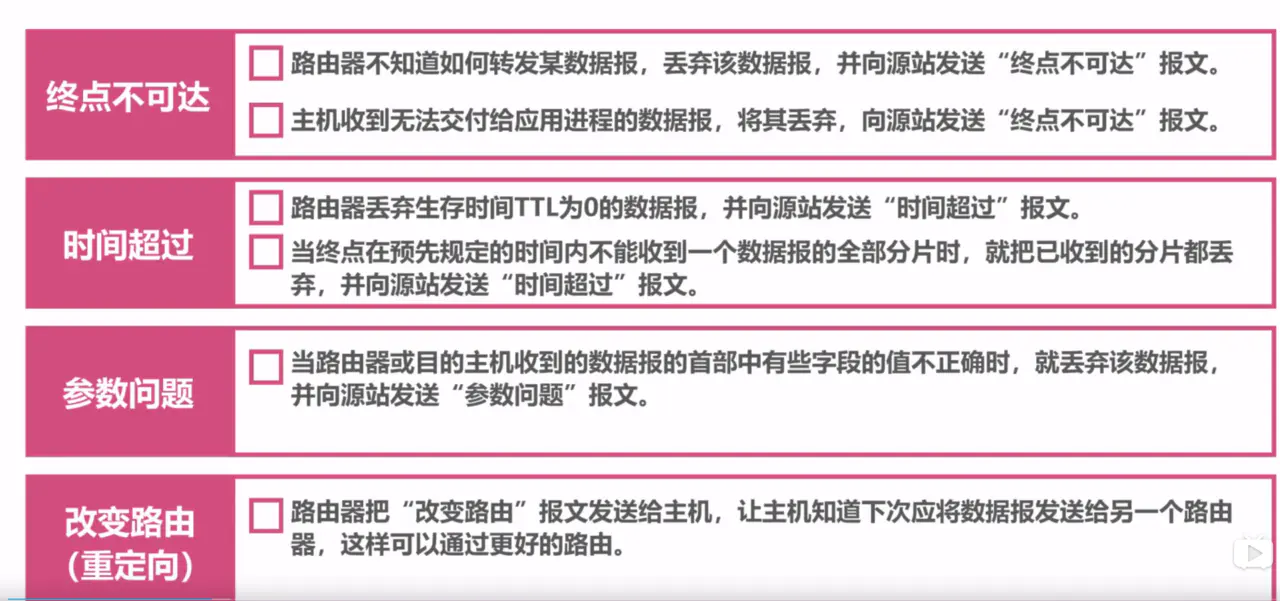 终点不可达
路由器不知道如何转发某数据报，丢弃该数据报，并向源站发送“终点不可达”报文。
主机收到无法交付给应用进程的数据报，将其丢弃，向源站发送“终点不可达”报文。
时间超过
路由器丢弃生存时间TTL为0的数据报，并向源站发送“时间超过”报文。
当终点在预先规定的时间内不能收到一个数据报的全部分片时，就把已收到的分片都丢
弃，并向源站发送“时间超过”报文。
参数问题
当路由器或目的主机收到的数据报的首部中有些字段的值不正确时，就丢弃该数据报，
并向源站发送“参数问题”报文。
改变路由
（重定向）
路由器把“改变路由”报文发送给主机，让主机知道下次应将数据报发送给另一个路由
器，这样可以通过更好的路由。